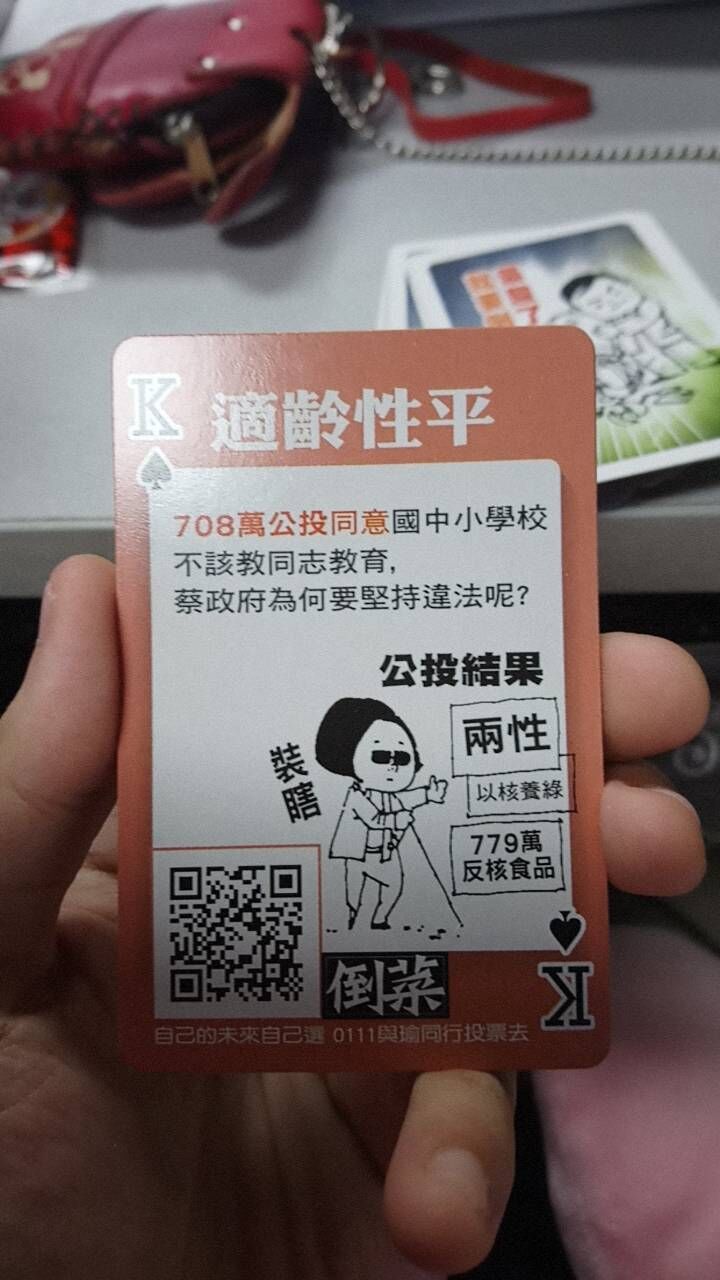 K
適齡性平
708萬公投同意國中小學校
不該教同志教育,
蔡政府為何要堅持違法呢?
公投結果
裝瞎
兩性
以核養綠
779萬
反核食品
倒菜
K
自己的未來自己選 0111與瑜同行投票去